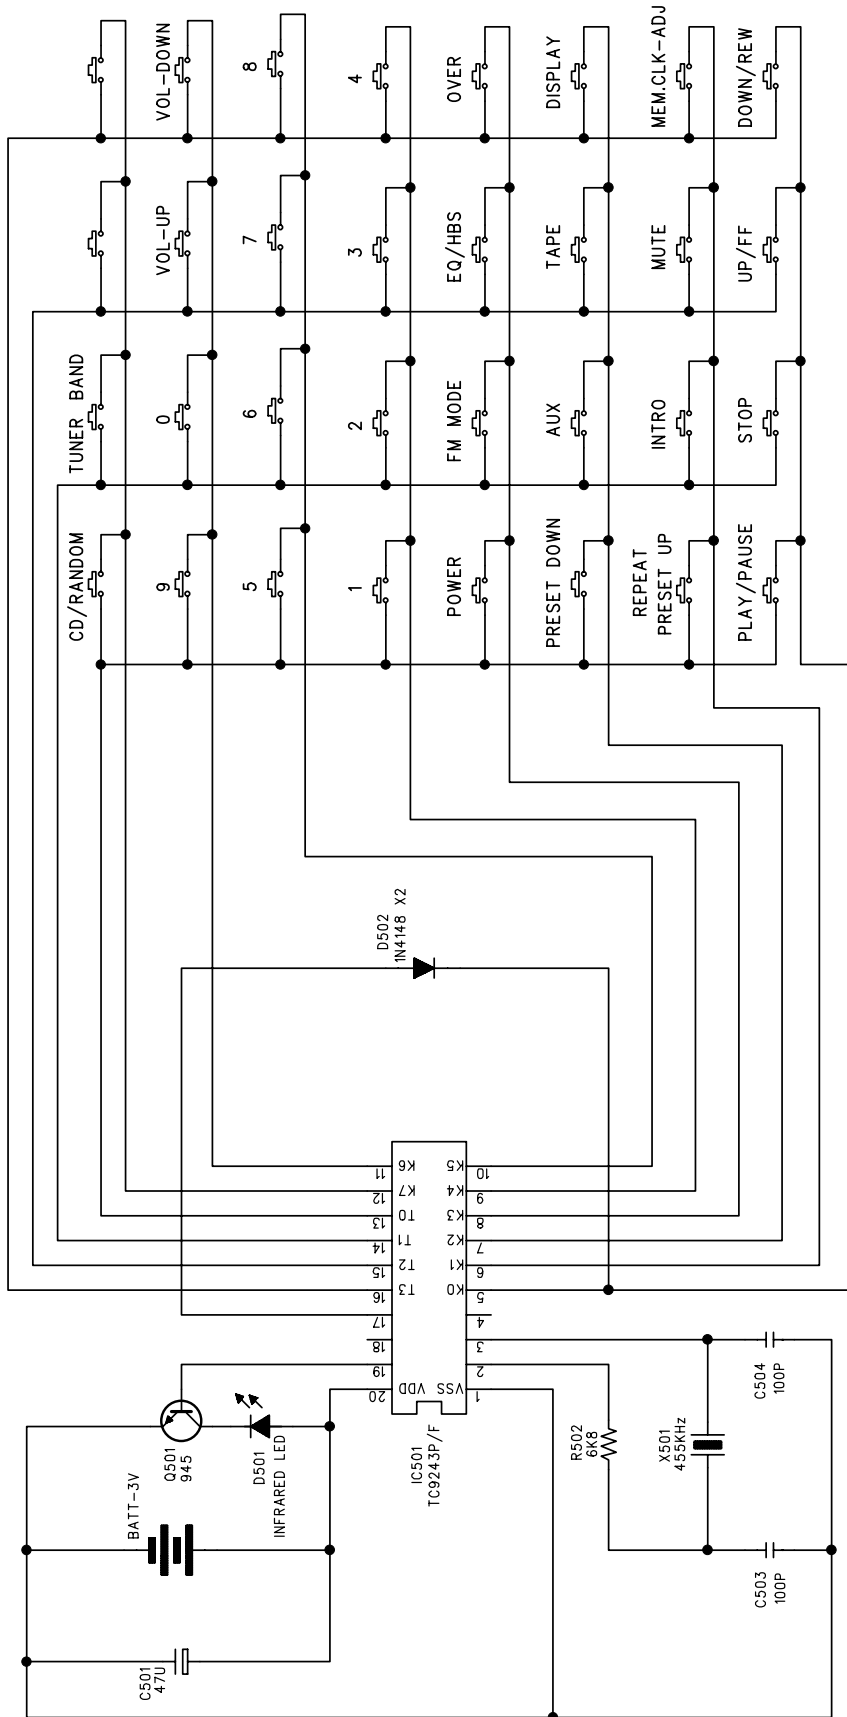 VOL-DOWN
8
4
OVER
DISPLAY
MEM.CLK-ADJ
DOWN/REW
VOL-UP
7
3
EQ/HBS
TAPE
MUTE
UP/FF
TUNER BAND
0
6
2
FM MODE
AUX
INTRO
STOP
CD/RANDOM
9
5
1
POWER
PRESET DOWN
REPEAT
PRESET UP
PLAY/PAUSE
D502
1N4148 X2
K6
11
K7
12
T0
13
T1
14
T2
15
T3
16
17
18
19
VDD
20
K5
10
K4
9
K3
8
K2
7
K1
6
K0
5
4
3
2
VSS
1
IC501
TC9243P/F
Q501
945
D501
INFRARED LED
BATT-3V
C501
47U
R502
6K8
X501
455KHz
C504
100P
C503
100P